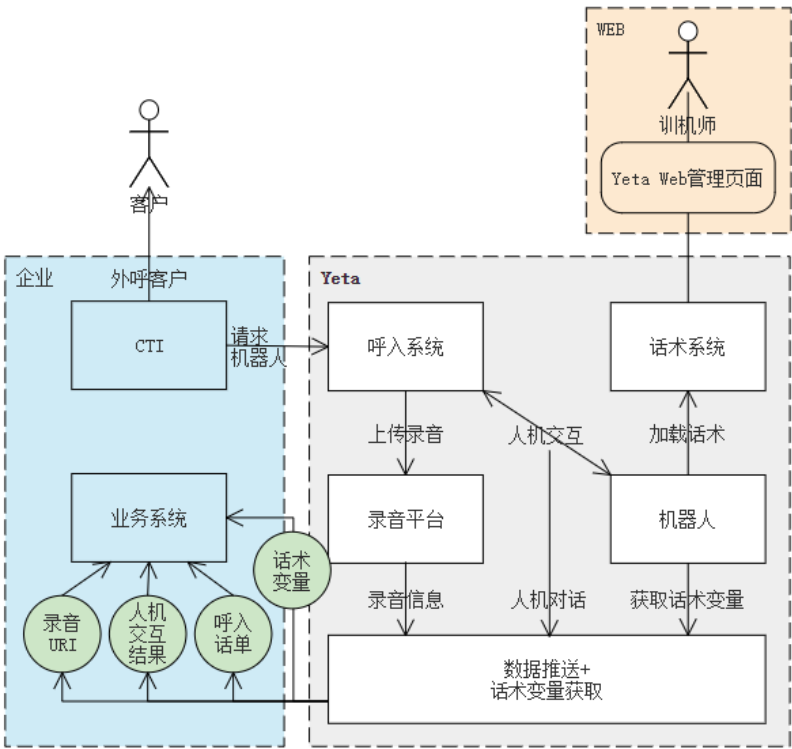 WEB
训机师
Yeta Web管理页面
客户
企业
外呼客户
Yeta
CTI
请求
机器人
呼入系统
话术系统
上传录音
人机交互
加载话术
业务系统
录音平台
机器人
话术
变量
录音
URI
人机
交互
结果
呼入
话单
录音信息
人机对话
获取话术变量
数据推送+
话术变量获取